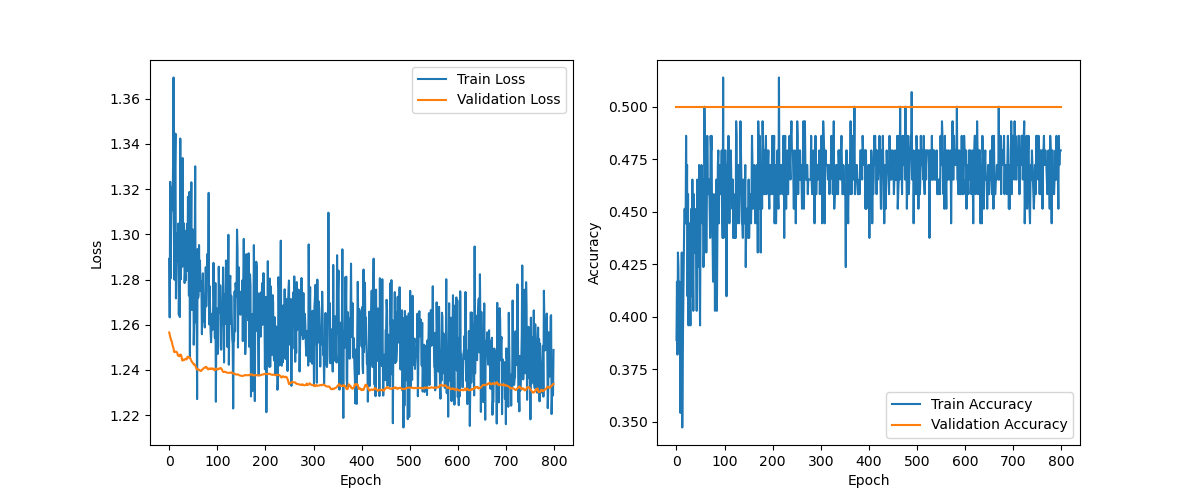 Train Loss
Validation Loss
1.36
1.34
1.32
1.30
1.28
1.26
1.24
1.22
Loss
0 100 200 300 400 500 600 700 800
Epoch
0.500
0.475
0.450
0.425
0.400
0.375
0.350
Accuracy
Train Accuracy
Validation Accuracy
0 100 200 300 400 500 600 700 800
Epoch